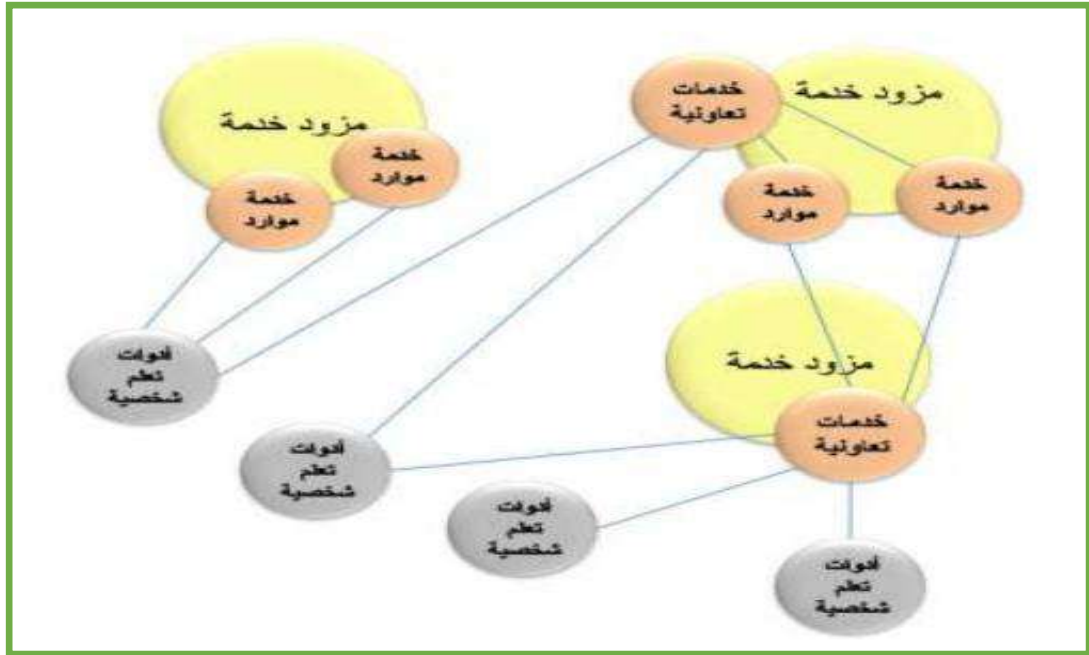 مزود خدمة
خدمات
تعاونية
مزود خدمة
خدمة
موارد
خدمة
موارد
خدمة
موارد
خدمة
موارد
مزود خدمة
خدمات
تعاونية
أدوات
تعلم
شخصية
أدوات
تعلم
شخصية
أدوات
تعلم
شخصية
أدوات
تعلم
شخصية